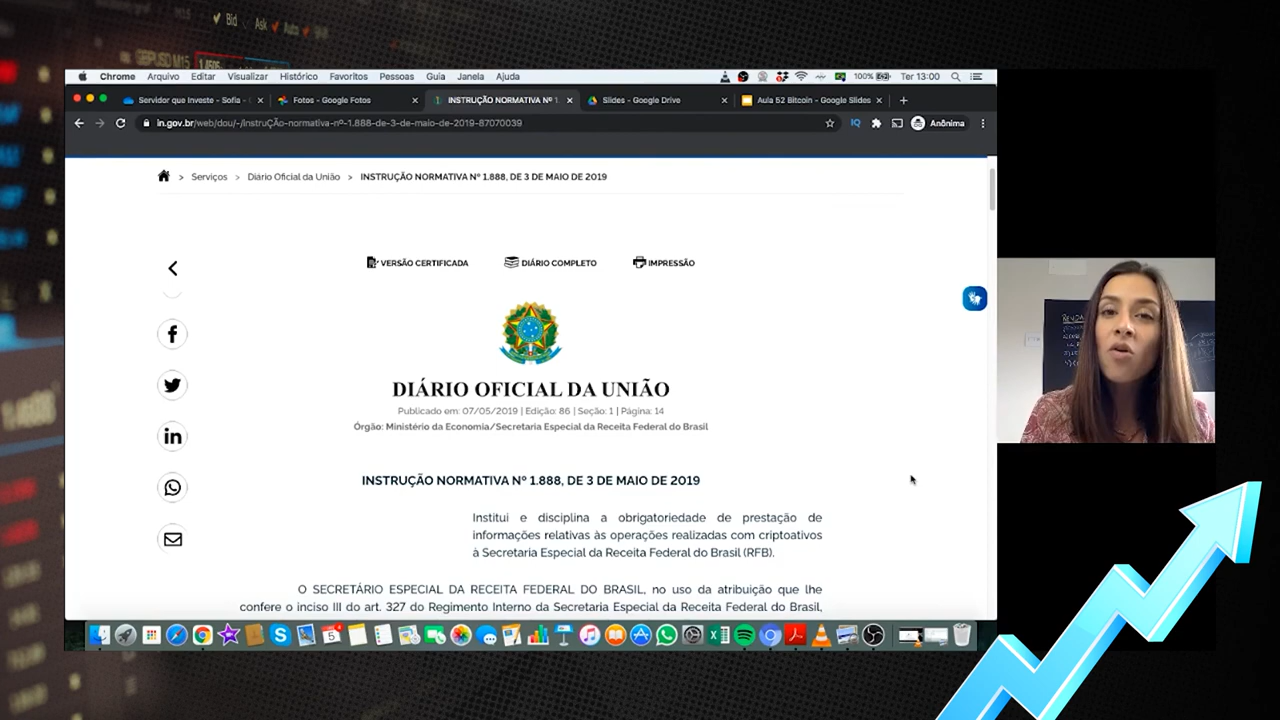 Bid
Ask
Auto
GBPUSD M15
Chrome Arquivo Editar Visualizar Histórico Favoritos Pessoas Guia Janela Ajuda 100% Ter 13:00
Servidor que Investe - Sofia -
Fotos - Google Fotos
INSTRUÇÃO NORMATIVA Nº 1
Slides - Google Drive
Aula 52 Bitcoin - Google Slides
in.gov.br/web/dou/-/instruÇÃo-normativa-nº-1.888-de-3-de-maio-de-2019-87070039
IQ
Anônima
> Serviços > Diário Oficial da União > INSTRUÇÃO NORMATIVA Nº 1.888, DE 3 DE MAIO DE 2019
VERSÃO CERTIFICADA DIÁRIO COMPLETO IMPRESSÃO
DIÁRIO OFICIAL DA UNIÃO
Publicado em: 07/05/2019 | Edição: 86 | Seção: 1 | Página: 14
Órgão: Ministério da Economia/Secretaria Especial da Receita Federal do Brasil
INSTRUÇÃO NORMATIVA Nº 1.888, DE 3 DE MAIO DE 2019
Institui e disciplina a obrigatoriedade de prestação de
informações relativas às operações realizadas com criptoativos
à Secretaria Especial da Receita Federal do Brasil (RFB).
O SECRETÁRIO ESPECIAL DA RECEITA FEDERAL DO BRASIL, no uso da atribuição que lhe
confere o inciso III do art. 327 do Regimento Interno da Secretaria Especial da Receita Federal do Brasil,